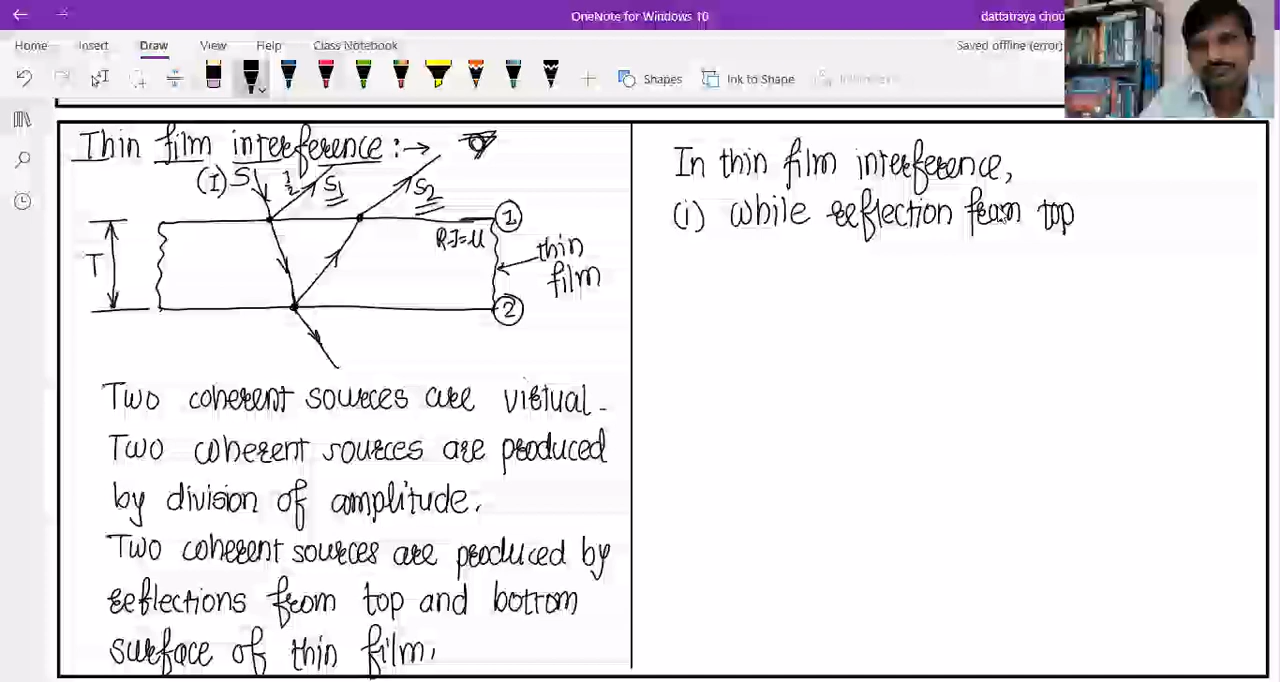 OneNote for Windows 10
dattatraya chou
Home Insert Draw View Help Class Notebook
Saved offline (error)
Shapes Ink to Shape
Thin film interference :→
(I) S 1/2 S1 S2
1
R.I=μ
T
thin
film
2
Two coherent sources are virtual.
Two coherent sources are produced
by division of amplitude.
Two coherent sources are produced by
reflections from top and bottom
surface of thin film,
In thin film interference,
(i) while reflection from top